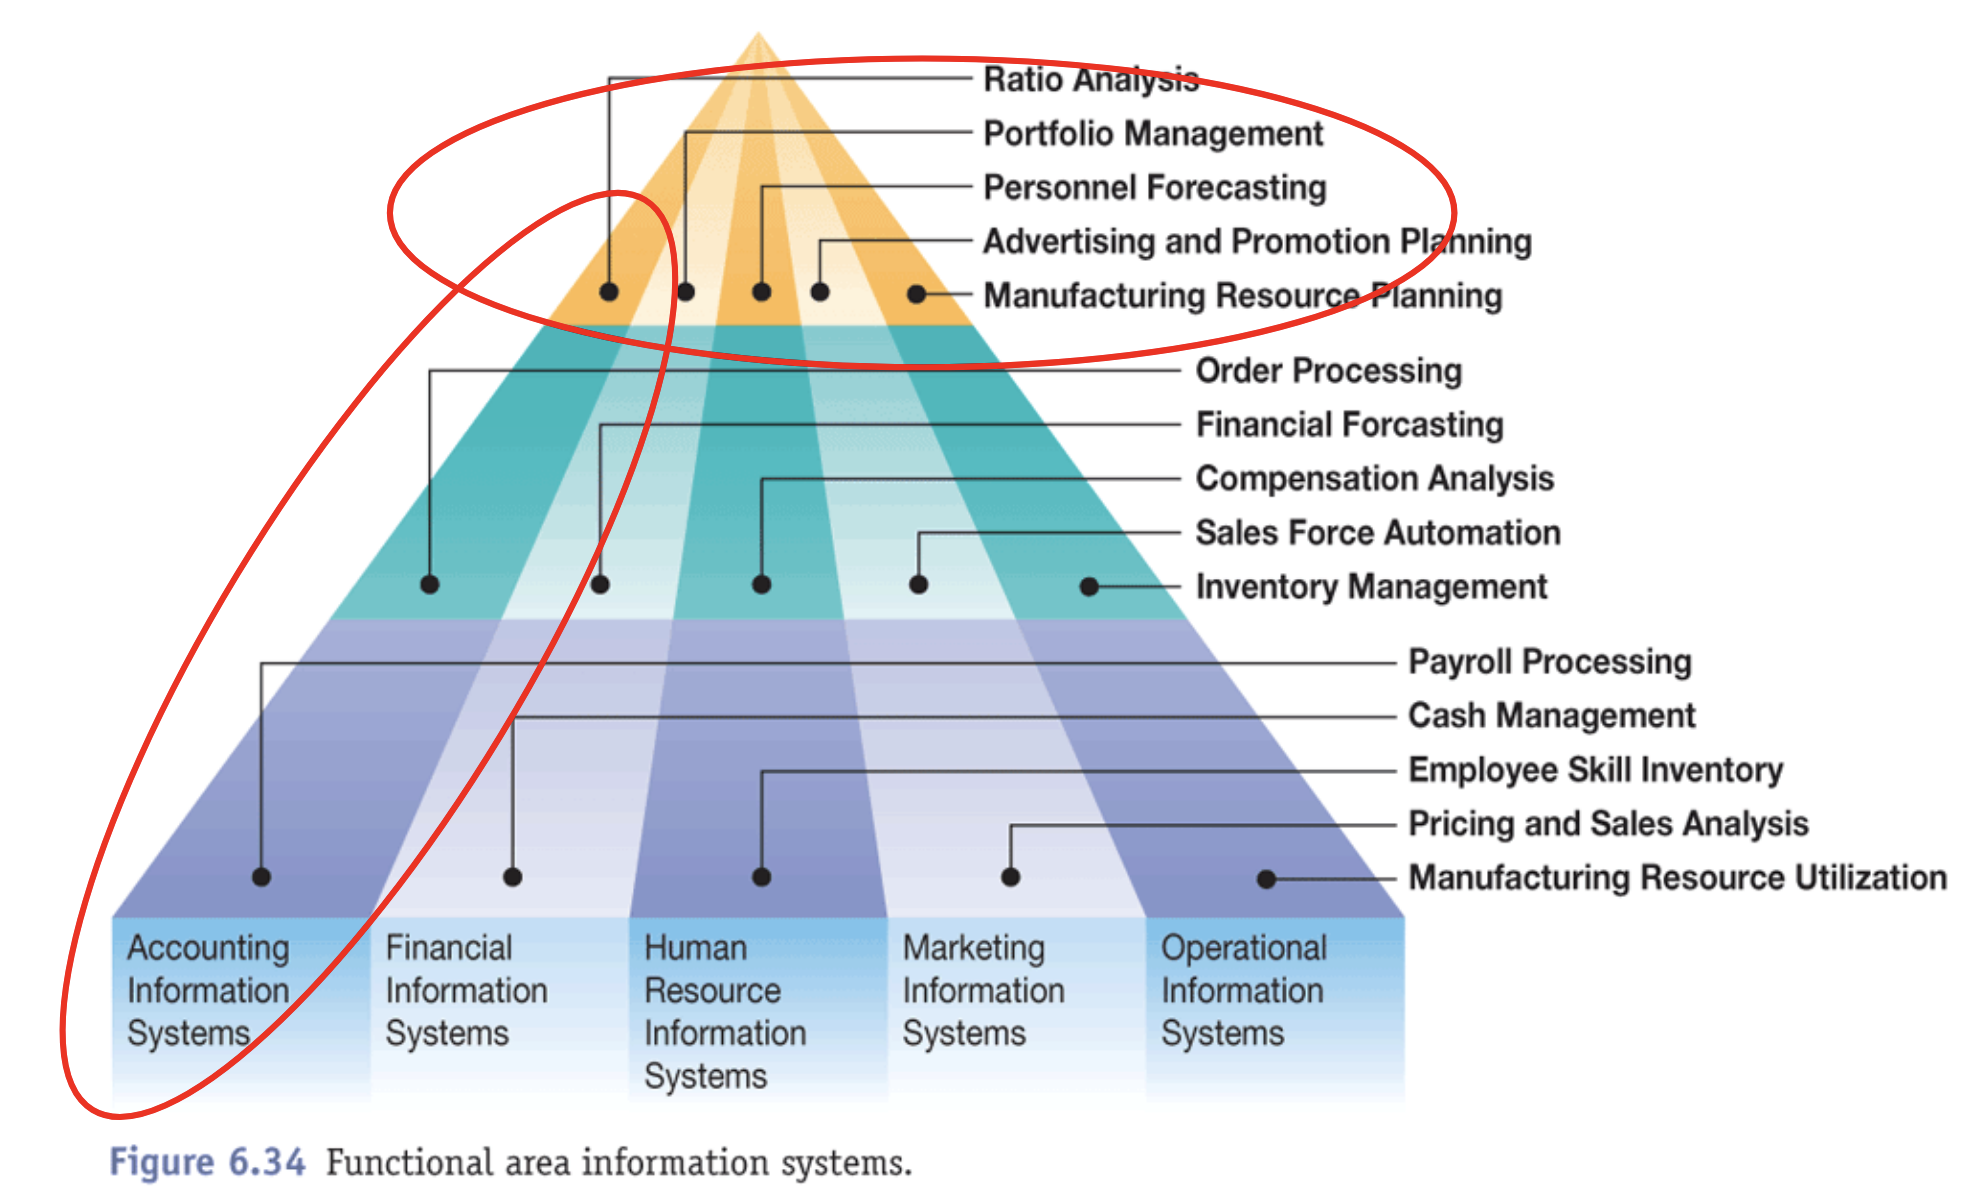 Ratio Analysis
Portfolio Management
Personnel Forecasting
Advertising and Promotion Planning
Manufacturing Resource Planning
Order Processing
Financial Forcasting
Compensation Analysis
Sales Force Automation
Inventory Management
Payroll Processing
Cash Management
Employee Skill Inventory
Pricing and Sales Analysis
Manufacturing Resource Utilization
Accounting
Information
Systems
Financial
Information
Systems
Human
Resource
Information
Systems
Marketing
Information
Systems
Operational
Information
Systems
Figure 6.34 Functional area information systems.